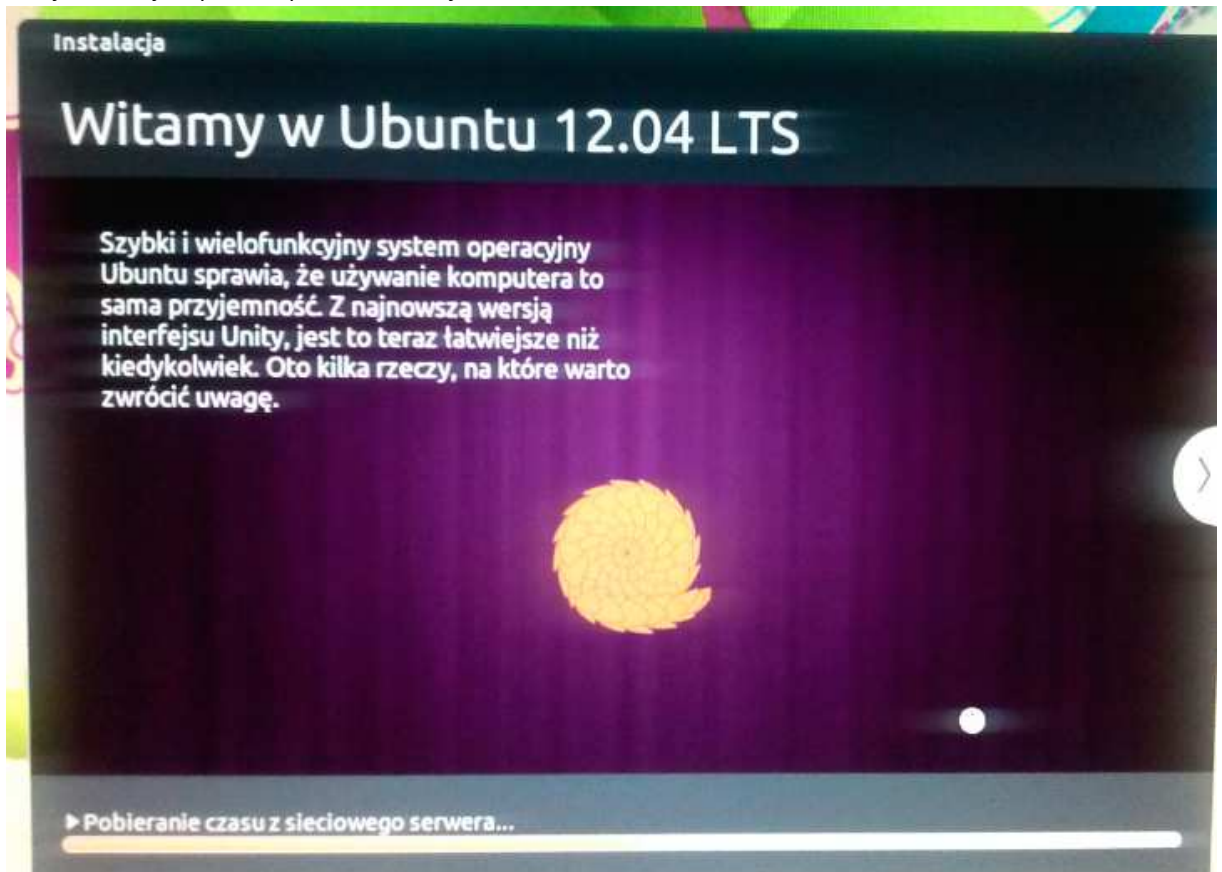 Instalacja
Witamy w Ubuntu 12.04 LTS
Szybki i wielofunkcyjny system operacyjny
Ubuntu sprawia, że używanie komputera to
sama przyjemność. Z najnowszą wersją
interfejsu Unity, jest to teraz łatwiejsze niż
kiedykolwiek. Oto kilka rzeczy, na które warto
zwrócić uwagę.
Pobieranie czasu z sieciowego serwera...